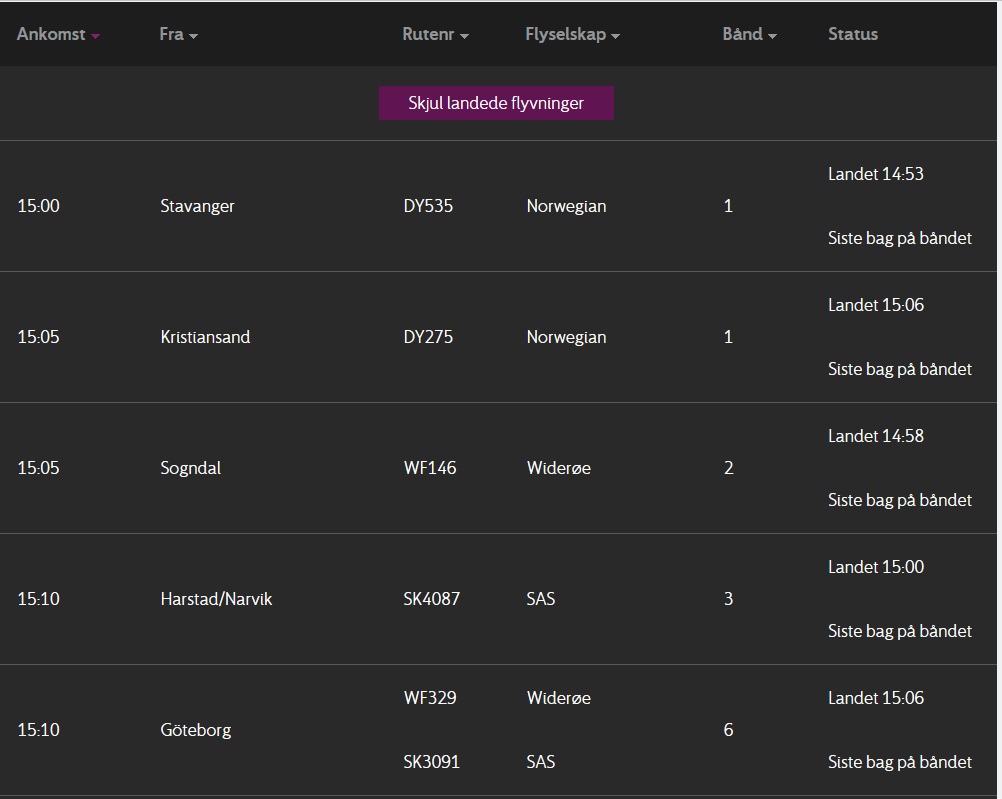 Ankomst Fra Rutenr Flyselskap Bånd Status
Skjul landede flyvninger
Landet 14:53
15:00 Stavanger DY535 Norwegian 1
Siste bag på båndet
Landet 15:06
15:05 Kristiansand DY275 Norwegian 1
Siste bag på båndet
Landet 14:58
15:05 Sogndal WF146 Widerøe 2
Siste bag på båndet
Landet 15:00
15:10 Harstad/Narvik SK4087 SAS 3
Siste bag på båndet
WF329 Widerøe Landet 15:06
15:10 Göteborg 6
SK3091 SAS Siste bag på båndet